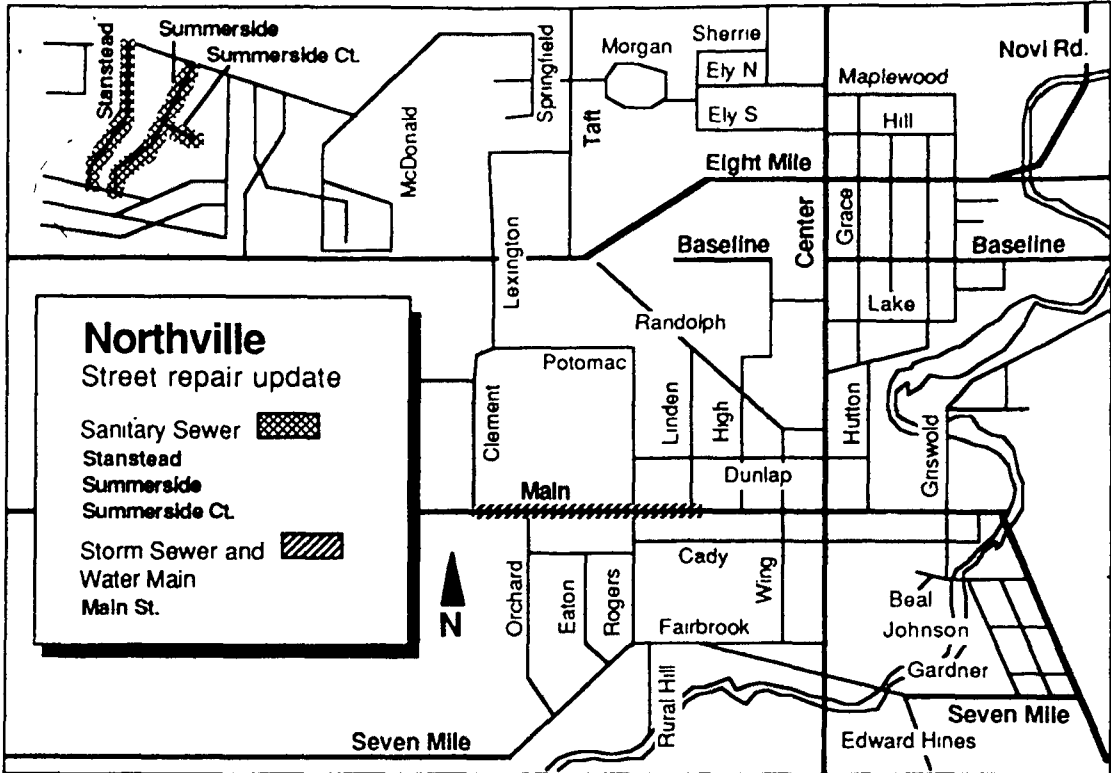 Summerside
Summerside Ct.
Stanstead
McDonald
Springfield
Morgan
Sherrie
Ely N
Ely S
Taft
Novi Rd.
Maplewood
Hill
Eight Mile
Grace
Center
Baseline
Baseline
Lexington
Lake
Randolph
Northville
Street repair update
Sanitary Sewer
Stanstead
Summerside
Summerside Ct.
Storm Sewer and
Water Main
Main St.
Potomac
Clement
Linden
High
Hutton
Griswold
Dunlap
Main
Cady
Wing
Orchard
Eaton
Rogers
N
Fairbrook
Beal
Johnson
Gardner
Rural Hill
Seven Mile
Seven Mile
Edward Hines